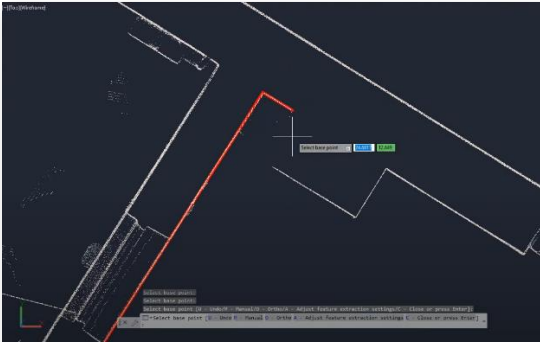 [-][Top][Wireframe]
Select base point
Select base point:
Select base point:
Select base point [U - Undo/M - Manual/O - Ortho/A - Adjust feature extraction settings/C - Close or press Enter]:
Select base point [U - Undo M - Manual O - Ortho A - Adjust feature extraction settings C - Close or press Enter]